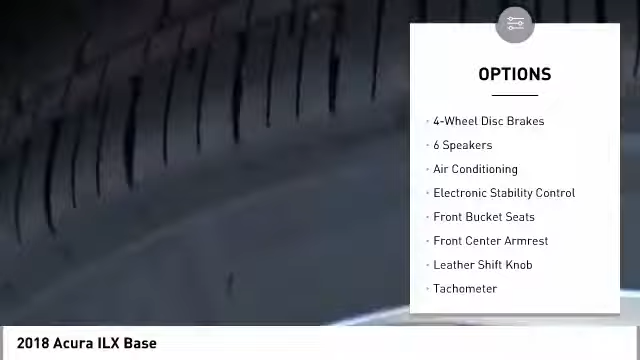 OPTIONS
4-Wheel Disc Brakes
6 Speakers
Air Conditioning
Electronic Stability Control
Front Bucket Seats
Front Center Armrest
Leather Shift Knob
Tachometer
2018 Acura ILX Base